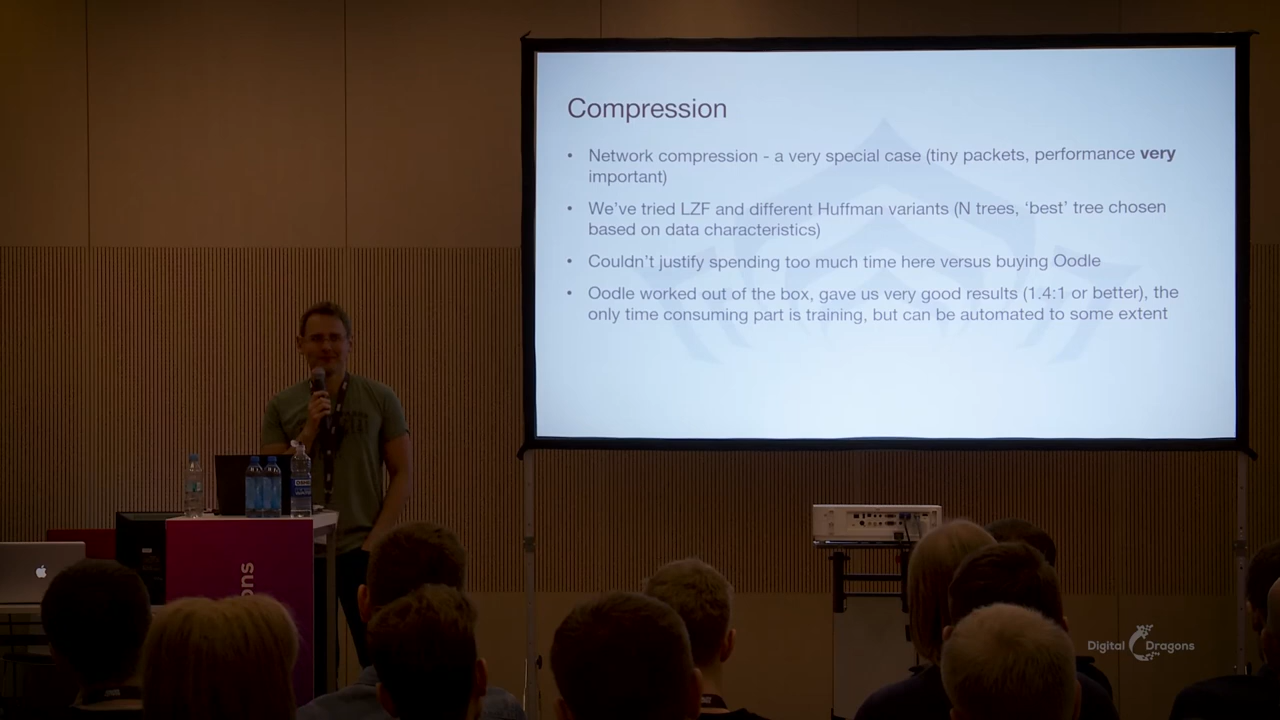 Compression
• Network compression - a very special case (tiny packets, performance very
important)
• We've tried LZF and different Huffman variants (N trees, 'best' tree chosen
based on data characteristics)
• Couldn't justify spending too much time here versus buying Oodle
• Oodle worked out of the box, gave us very good results (1.4:1 or better), the
only time consuming part is training, but can be automated to some extent
ons
Digital Dragons